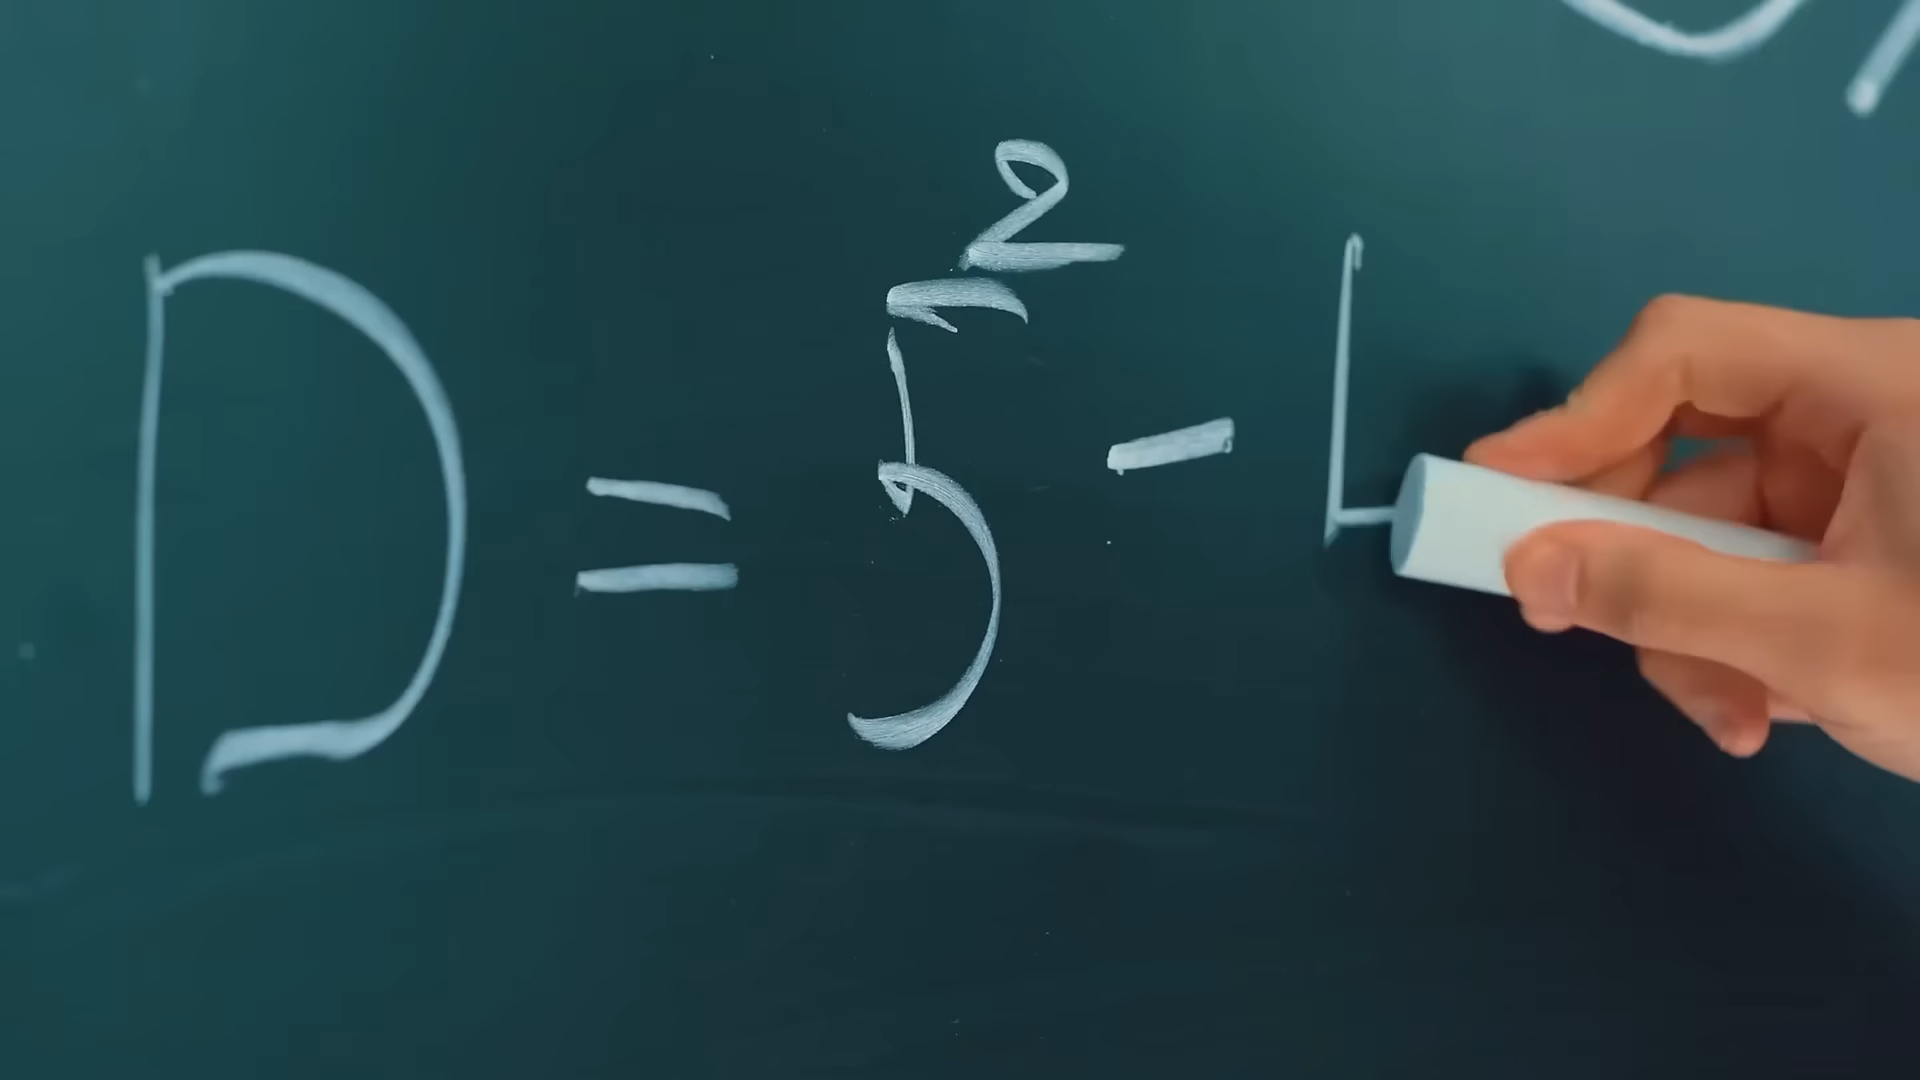 D = 5² -